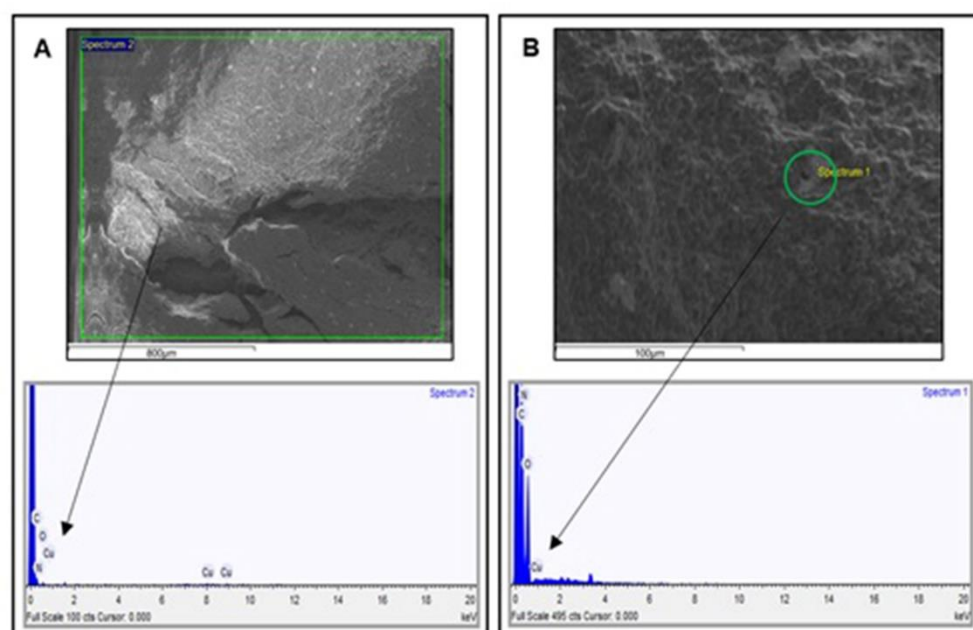 A
Spectrum 2
800µm
Spectrum 2
C
O
Cu
N
Cu Cu
0 2 4 6 8 10 12 14 16 18 20
Full Scale 100 cts Cursor: 0.000 keV
B
Spectrum 1
100µm
Spectrum 1
N
C
O
Cu
0 2 4 6 8 10 12 14 16 18 20
Full Scale 495 cts Cursor: 0.000 keV